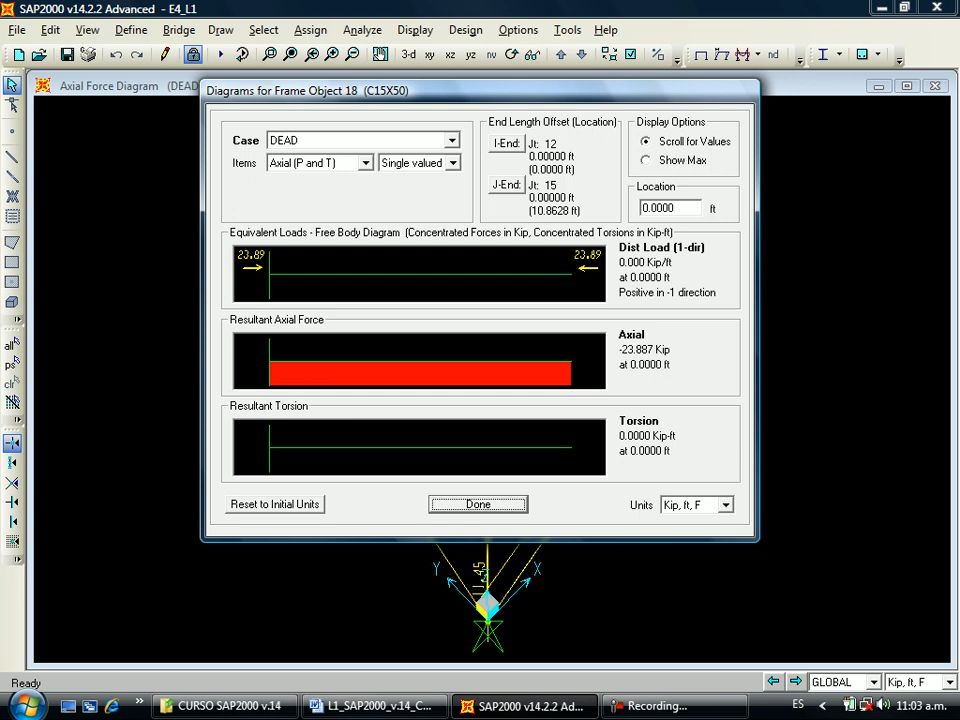 SAP2000 v14.2.2 Advanced - E4_L1
File Edit View Define Bridge Draw Select Assign Analyze Display Design Options Tools Help
3-d xy xz yz nv nd
Axial Force Diagram (DEAD
Diagrams for Frame Object 18 (C15X50)
Case DEAD
Items Axial (P and T) Single valued
End Length Offset (Location)
I-End: Jt: 12
0.00000 ft
(0.0000 ft)
J-End: Jt: 15
0.00000 ft
(10.8628 ft)
Display Options
Scroll for Values
Show Max
Location
0.0000 ft
Equivalent Loads - Free Body Diagram (Concentrated Forces in Kip, Concentrated Torsions in Kip-ft)
23.89 23.89
Dist Load (1-dir)
0.000 Kip/ft
at 0.0000 ft
Positive in -1 direction
Resultant Axial Force
Axial
-23.887 Kip
at 0.0000 ft
Resultant Torsion
Torsion
0.0000 Kip-ft
at 0.0000 ft
Reset to Initial Units Done Units Kip, ft, F
all
ps
clr
Y X
Ready GLOBAL Kip, ft, F
CURSO SAP2000 v.14 L1_SAP2000_v.14_C... SAP2000 v14.2.2 Ad... Recording... ES 11:03 a.m.